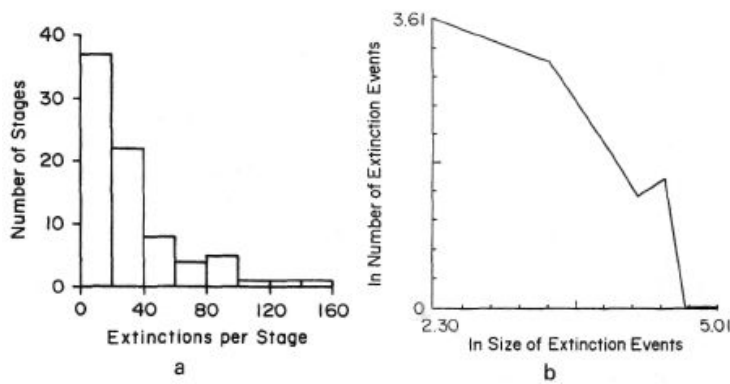 40
30
20
10
0
Number of Stages
0 40 80 120 160
Extinctions per Stage
a
3.61
ln Number of Extinction Events
0
2.30 5.01
ln Size of Extinction Events
b